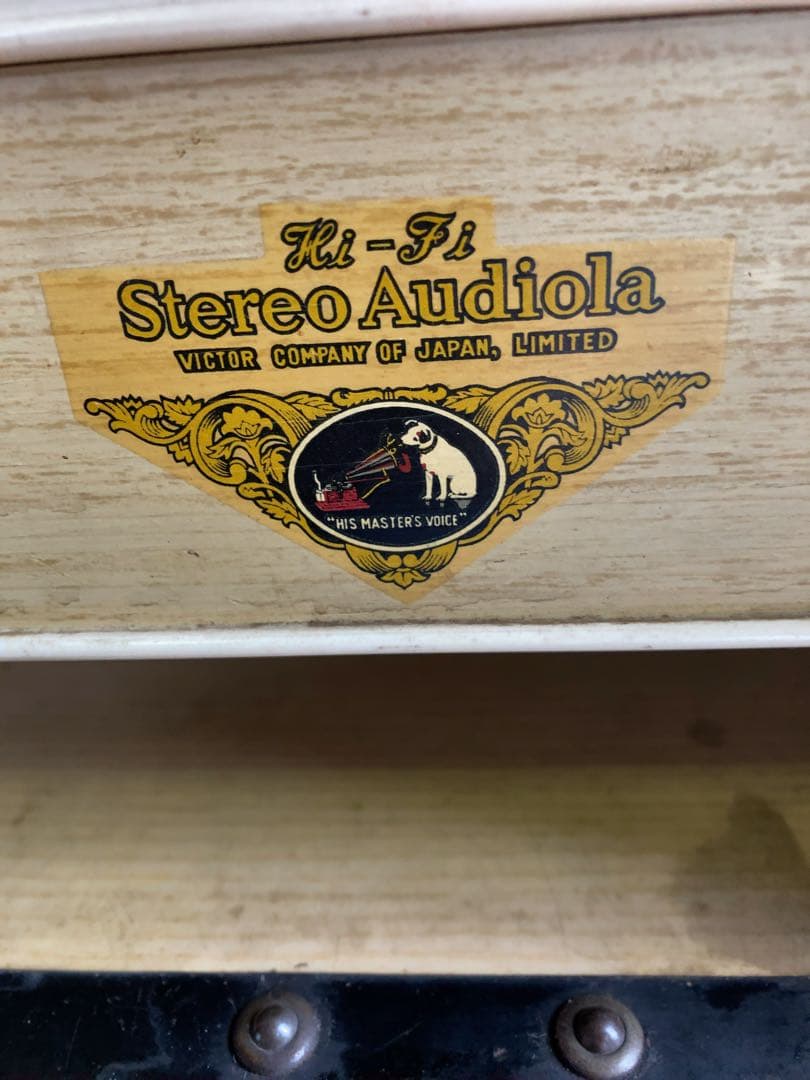 Hi-Fi
Stereo Audiola
VICTOR COMPANY OF JAPAN, LIMITED
"HIS MASTER'S VOICE"